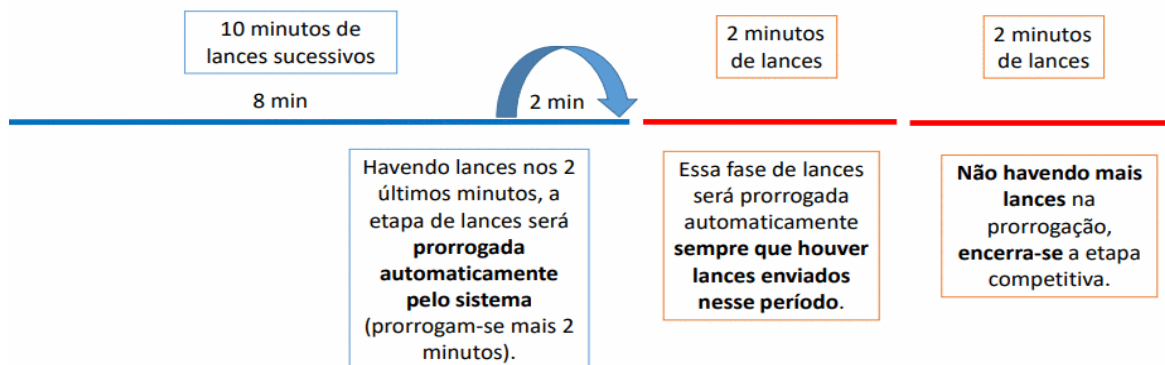 10 minutos de
lances sucessivos
8 min
2 min
2 minutos
de lances
2 minutos
de lances
Havendo lances nos 2
últimos minutos, a
etapa de lances será
prorrogada
automaticamente
pelo sistema
(prorrogam-se mais 2
minutos).
Essa fase de lances
será prorrogada
automaticamente
sempre que houver
lances enviados
nesse período.
Não havendo mais
lances na
prorrogação,
encerra-se a etapa
competitiva.